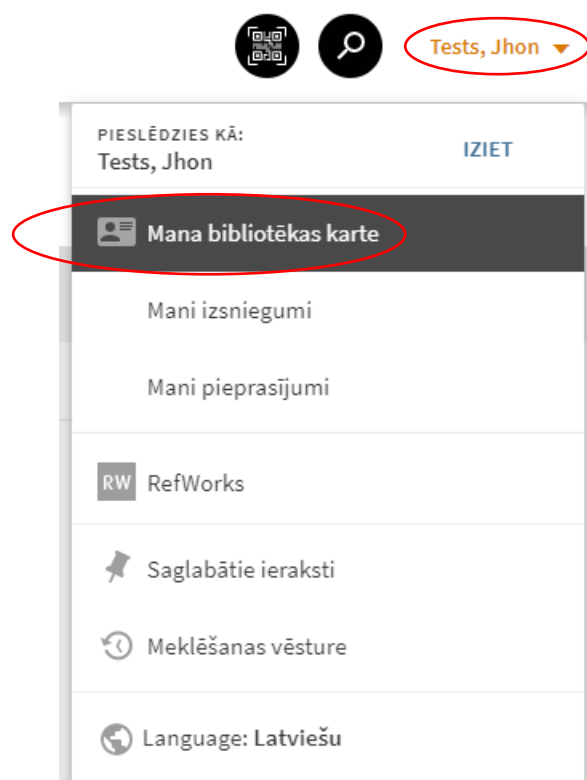 Tests, Jhon
PIESLĒDZIES KĀ:
Tests, Jhon
IZIET
Mana bibliotēkas karte
Mani izsniegumi
Mani pieprasījumi
RW RefWorks
Saglabātie ieraksti
Meklēšanas vēsture
Language: Latviešu